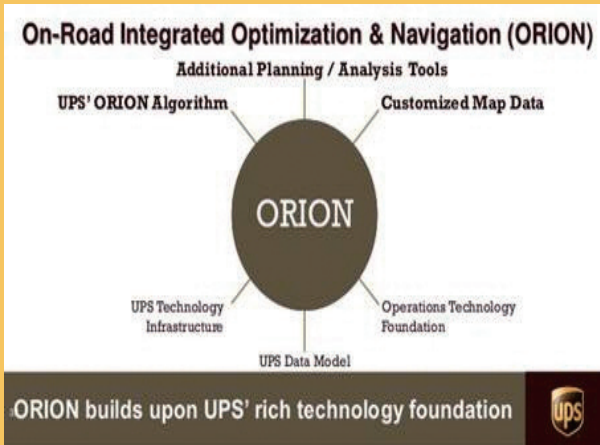 On-Road Integrated Optimization & Navigation (ORION)
Additional Planning / Analysis Tools
UPS' ORION Algorithm
Customized Map Data
ORION
UPS Technology
Infrastructure
Operations Technology
Foundation
UPS Data Model
ORION builds upon UPS' rich technology foundation
ups